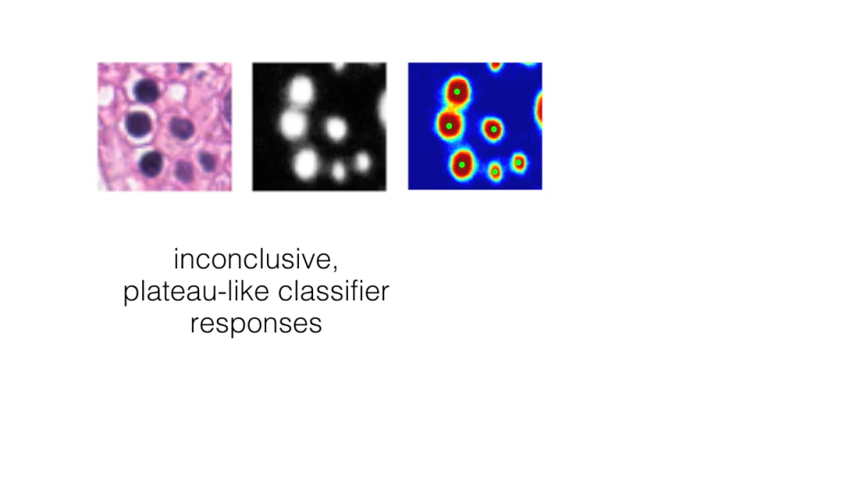 inconclusive,
plateau-like classifier
responses